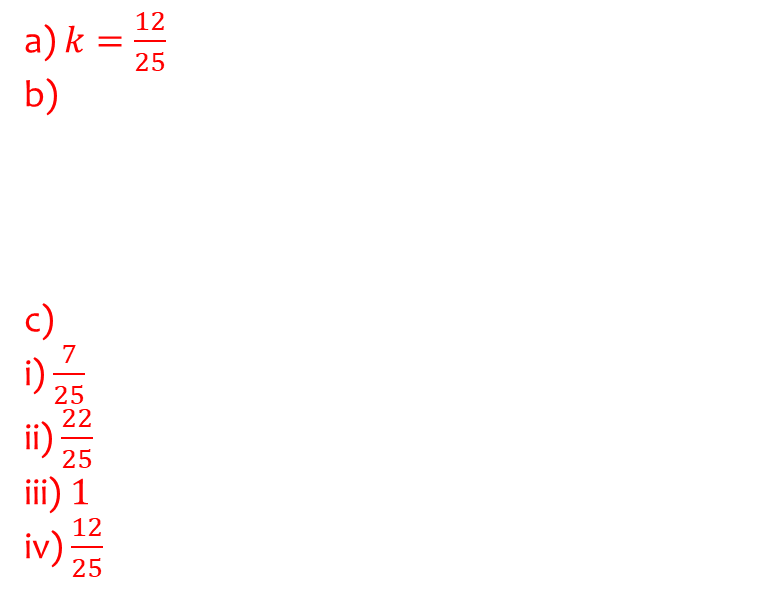 a) k = 12/25
b)
c)
i) 7/25
ii) 22/25
iii) 1
iv) 12/25